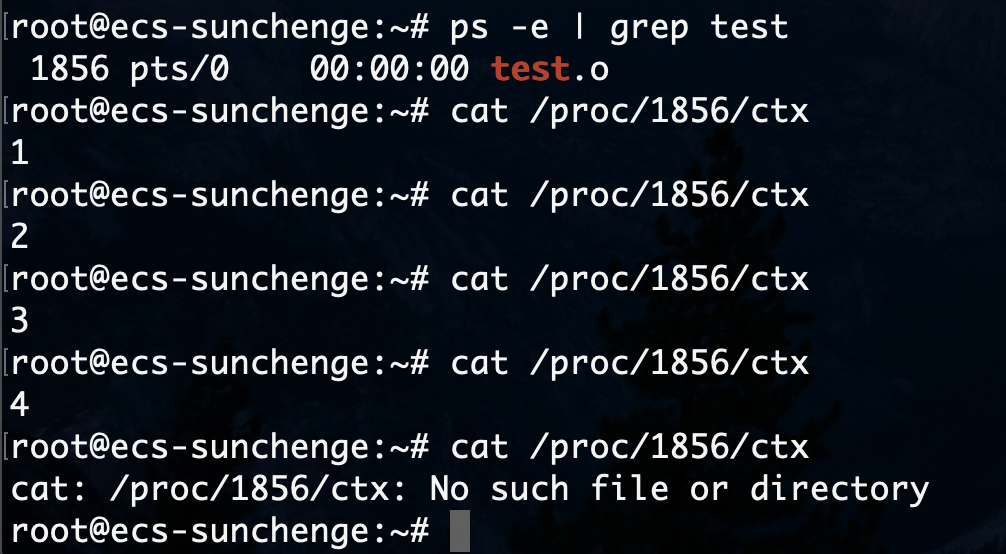 [root@ecs-sunchenge:~# ps -e | grep test
 1856 pts/0    00:00:00 test.o
[root@ecs-sunchenge:~# cat /proc/1856/ctx
1
[root@ecs-sunchenge:~# cat /proc/1856/ctx
2
[root@ecs-sunchenge:~# cat /proc/1856/ctx
3
[root@ecs-sunchenge:~# cat /proc/1856/ctx
4
[root@ecs-sunchenge:~# cat /proc/1856/ctx
cat: /proc/1856/ctx: No such file or directory
root@ecs-sunchenge:~#